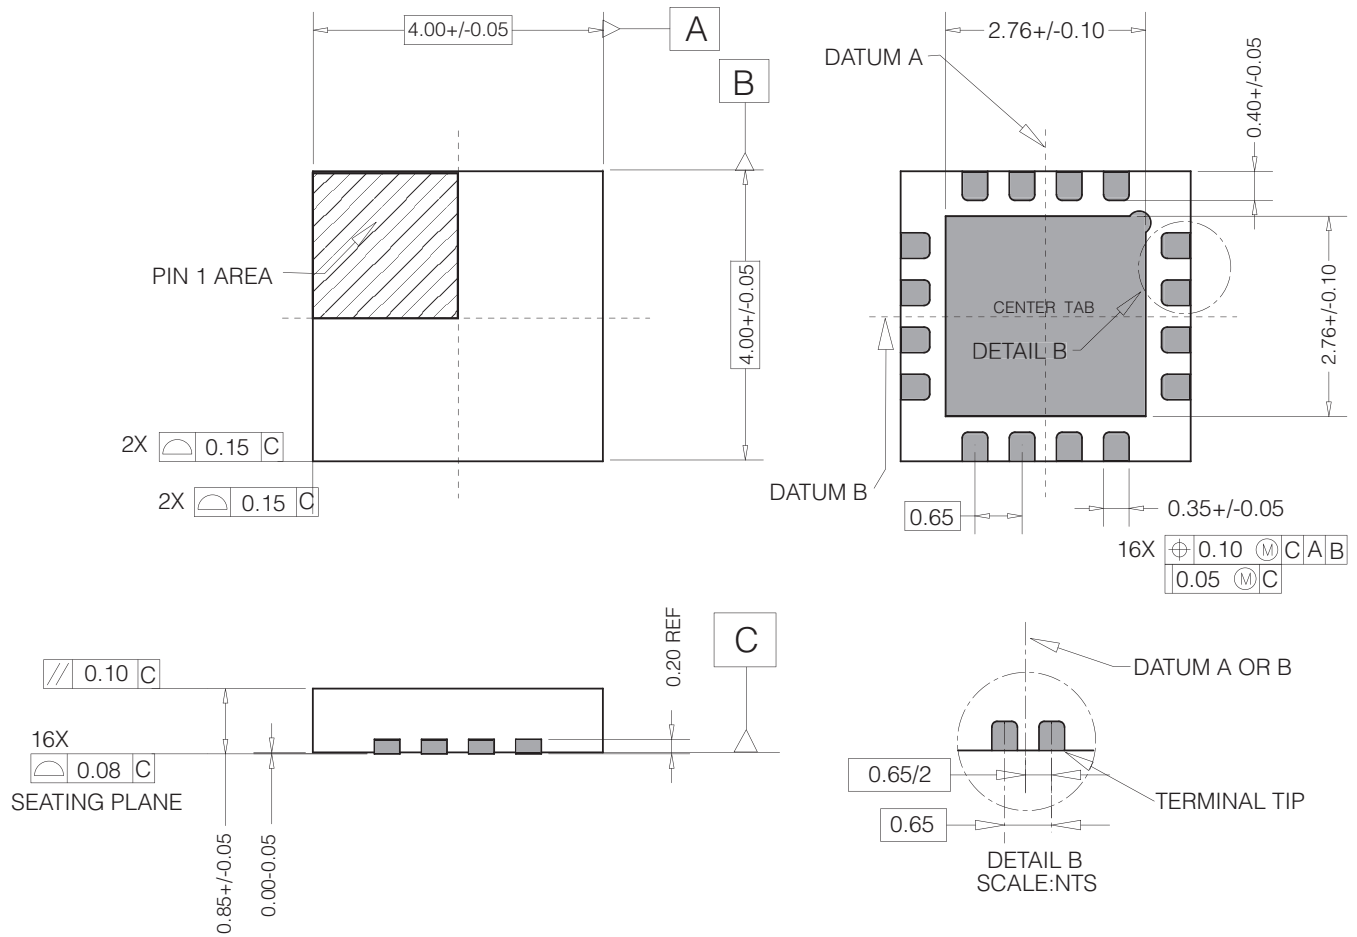 4.00+/-0.05
A
B
4.00+/-0.05
PIN 1 AREA
2X 0.15 C
2X 0.15 C
2.76+/-0.10
DATUM A
0.40+/-0.05
CENTER TAB
DETAIL B
2.76+/-0.10
DATUM B
0.65
0.35+/-0.05
16X ⌖ 0.10 Ⓜ C A B
0.05 Ⓜ C
// 0.10 C
16X
0.08 C
SEATING PLANE
0.85+/-0.05
0.00-0.05
0.20 REF
C
DATUM A OR B
0.65/2
TERMINAL TIP
0.65
DETAIL B
SCALE:NTS